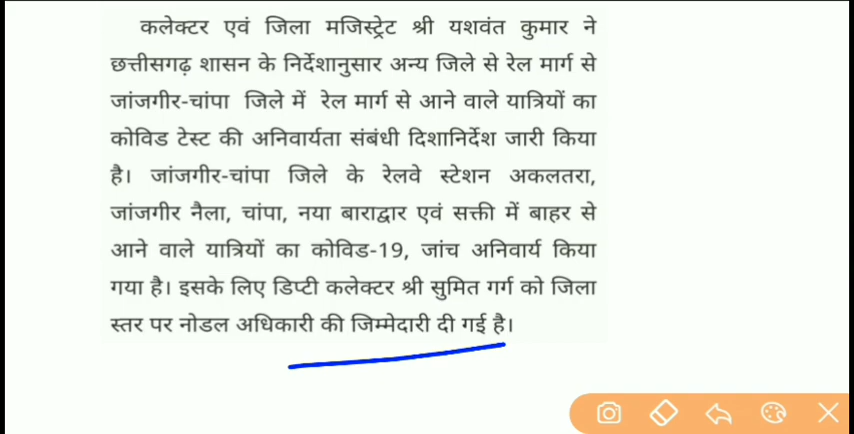 कलेक्टर एवं जिला मजिस्ट्रेट श्री यशवंत कुमार ने
छत्तीसगढ़ शासन के निर्देशानुसार अन्य जिले से रेल मार्ग से
जांजगीर-चांपा जिले में रेल मार्ग से आने वाले यात्रियों का
कोविड टेस्ट की अनिवार्यता संबंधी दिशानिर्देश जारी किया
है। जांजगीर-चांपा जिले के रेलवे स्टेशन अकलतरा,
जांजगीर नैला, चांपा, नया बाराद्वार एवं सक्ती में बाहर से
आने वाले यात्रियों का कोविड-19, जांच अनिवार्य किया
गया है। इसके लिए डिप्टी कलेक्टर श्री सुमित गर्ग को जिला
स्तर पर नोडल अधिकारी की जिम्मेदारी दी गई है।